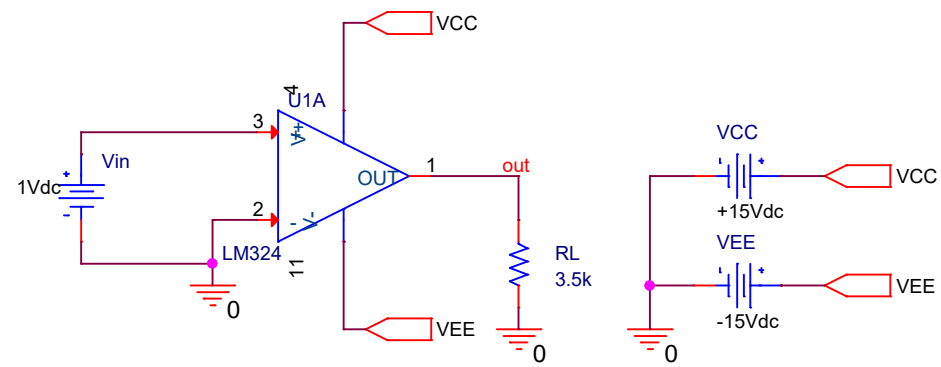 VCC
4
U1A
3
V+
+
Vin
+
1Vdc
-
OUT
1
out
2
-
V-
LM324
11
0
VEE
RL
3.5k
0
VCC
-
+
VCC
+15Vdc
VEE
-
+
VEE
-15Vdc
0